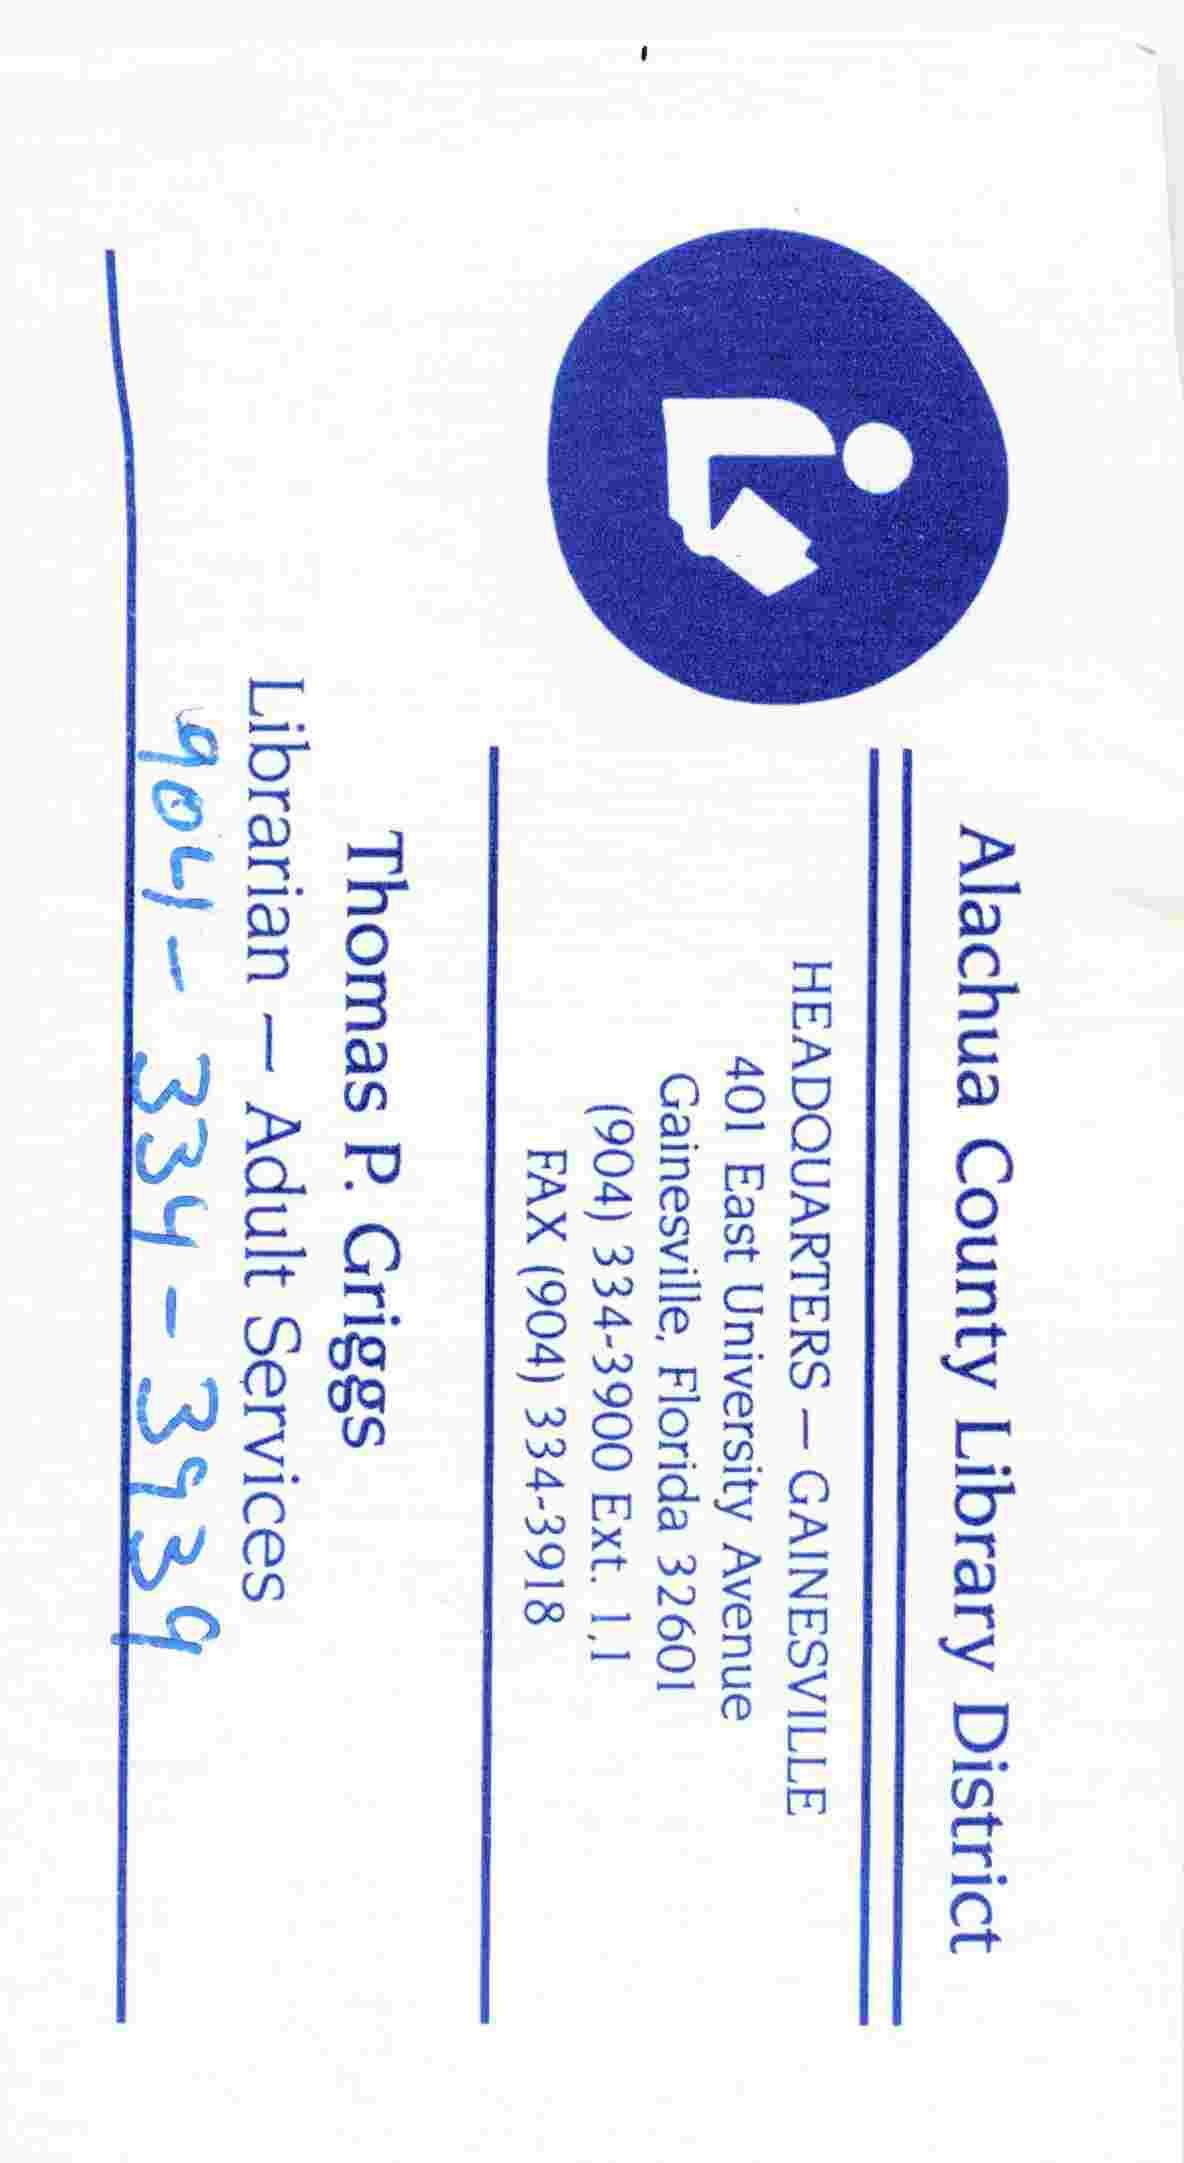 Alachua County Library District
HEADQUARTERS — GAINESVILLE
401 East University Avenue
Gainesville, Florida 32601
(904) 334-3900 Ext. 1,1
FAX (904) 334-3918
Thomas P. Griggs
Librarian — Adult Services
904 - 334 - 3939